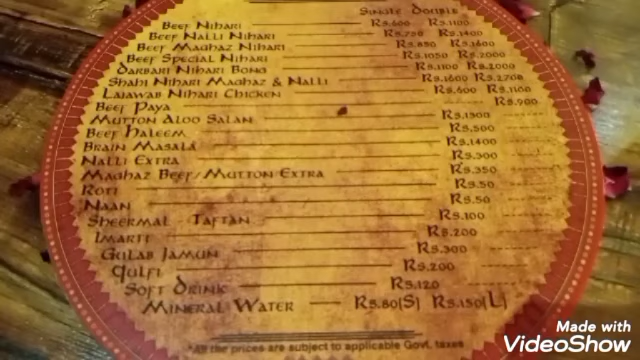 Single Double
Beef Nihari Rs.600 Rs.1100
Beef Nalli Nihari Rs.750 Rs.1400
Beef Maghaz Nihari Rs.850 Rs.1600
Beef Special Nihari Rs.1050 Rs.2000
Darbari Nihari Bong Rs.1100 Rs.2000
Shahi Nihari Maghaz & Nalli Rs.1600 Rs.2700
Lajawab Nihari Chicken Rs.600 Rs.1100
Beef Paya Rs.900
Mutton Aloo Salan Rs.1300
Beef Haleem Rs.500
Brain Masala Rs.1400
Nalli Extra Rs.300
Maghaz Beef/Mutton Extra Rs.350
Roti Rs.50
Naan Rs.50
Sheermal - Taftan Rs.100
Imarti Rs.200
Gulab Jamun Rs.300
Qulfi Rs.200
Soft Drink Rs.120
Mineral Water Rs.80(S) Rs.150(L)
*All the prices are subject to applicable Govt. taxes
Made with
VideoShow